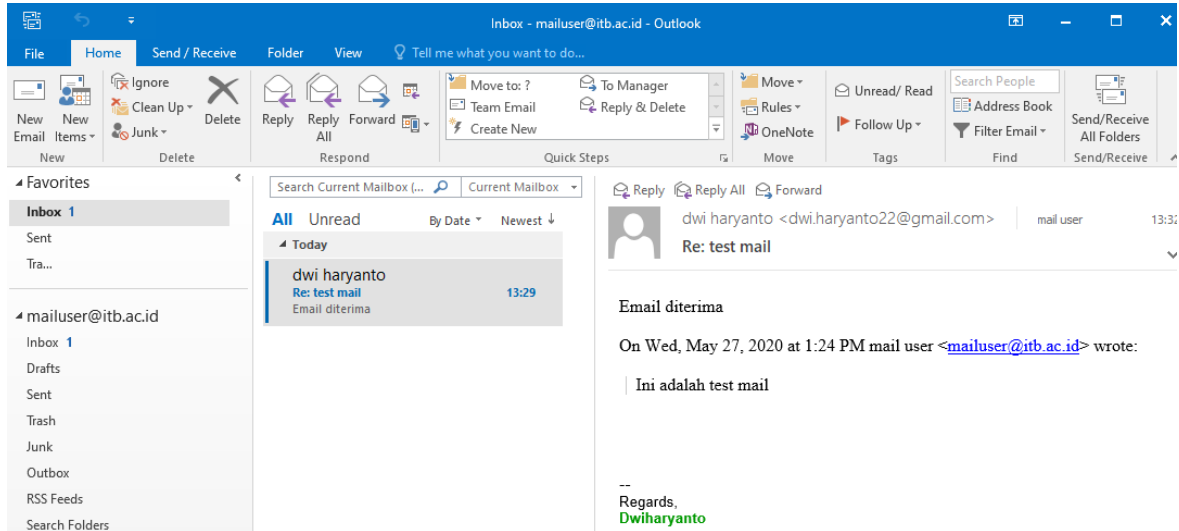 Inbox - mailuser@itb.ac.id - Outlook
File Home Send / Receive Folder View Tell me what you want to do...
New Email
New Items
Ignore
Clean Up
Junk
Delete
Reply
Reply All
Forward
Move to: ?
Team Email
Create New
To Manager
Reply & Delete
Move
Rules
OneNote
Unread/ Read
Follow Up
Search People
Address Book
Filter Email
Send/Receive All Folders
New Delete Respond Quick Steps Move Tags Find Send/Receive
Favorites
Inbox 1
Sent
Tra...
mailuser@itb.ac.id
Inbox 1
Drafts
Sent
Trash
Junk
Outbox
RSS Feeds
Search Folders
Search Current Mailbox (... Current Mailbox
All Unread By Date Newest ↓
Today
dwi haryanto
Re: test mail 13:29
Email diterima
Reply Reply All Forward
dwi haryanto <dwi.haryanto22@gmail.com> mail user 13:32
Re: test mail
Email diterima
On Wed, May 27, 2020 at 1:24 PM mail user <mailuser@itb.ac.id> wrote:
Ini adalah test mail
--
Regards,
Dwiharyanto